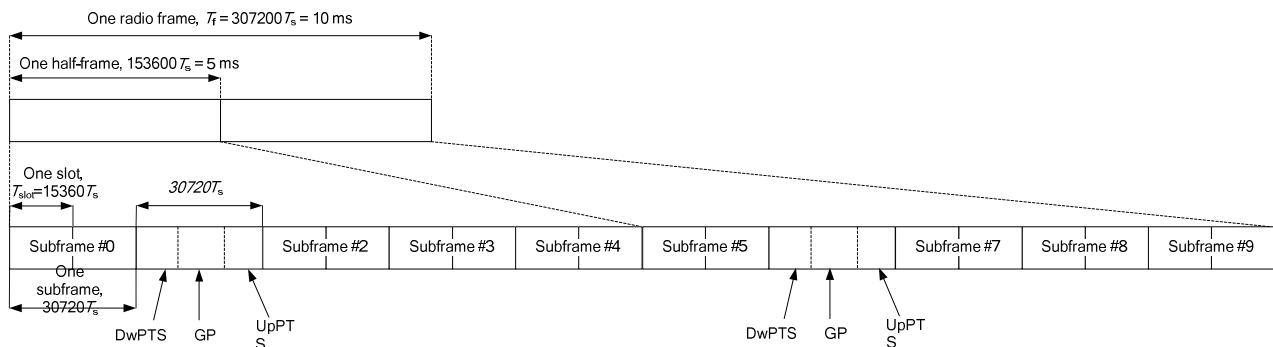 One radio frame, Tf = 307200Ts = 10 ms
One half-frame, 153600Ts = 5 ms
One slot,
Tslot=15360Ts
30720Ts
Subframe #0
Subframe #2
Subframe #3
Subframe #4
Subframe #5
Subframe #7
Subframe #8
Subframe #9
One
subframe,
30720Ts
DwPTS
GP
UpPT
S
DwPTS
GP
UpPT
S